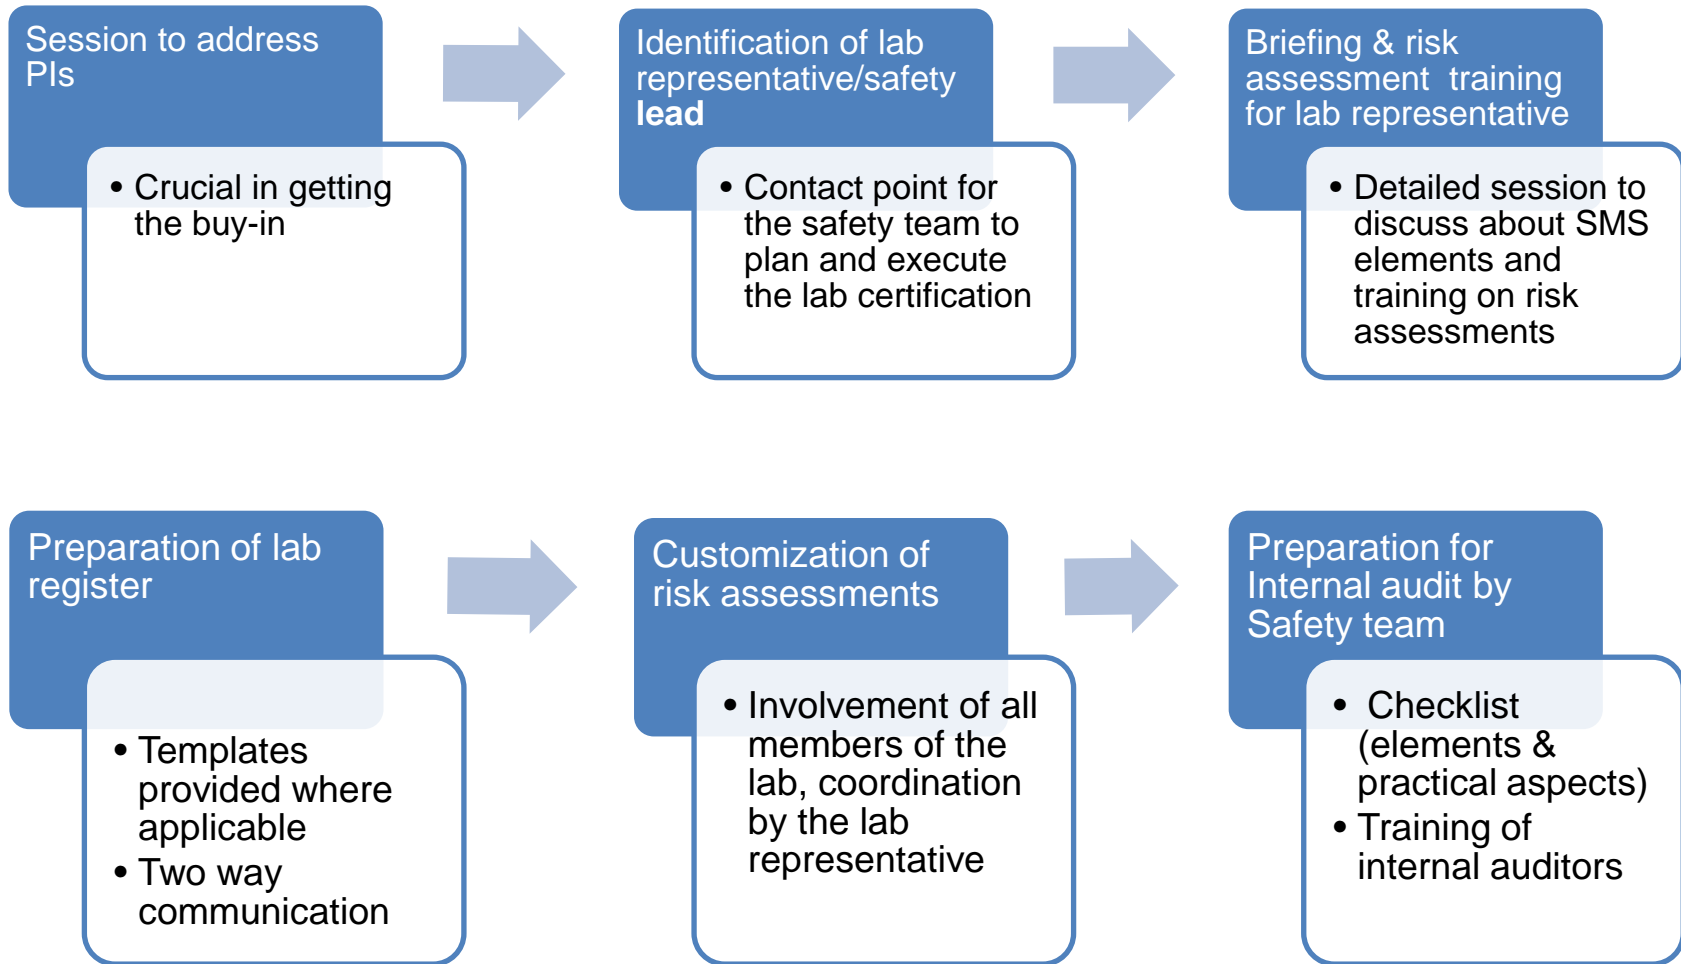 Session to address
PIs
• Crucial in getting
the buy-in
Identification of lab
representative/safety
lead
• Contact point for
the safety team to
plan and execute
the lab certification
Briefing & risk
assessment training
for lab representative
• Detailed session to
discuss about SMS
elements and
training on risk
assessments
Preparation of lab
register
• Templates
provided where
applicable
• Two way
communication
Customization of
risk assessments
• Involvement of all
members of the
lab, coordination
by the lab
representative
Preparation for
Internal audit by
Safety team
• Checklist
(elements &
practical aspects)
• Training of
internal auditors